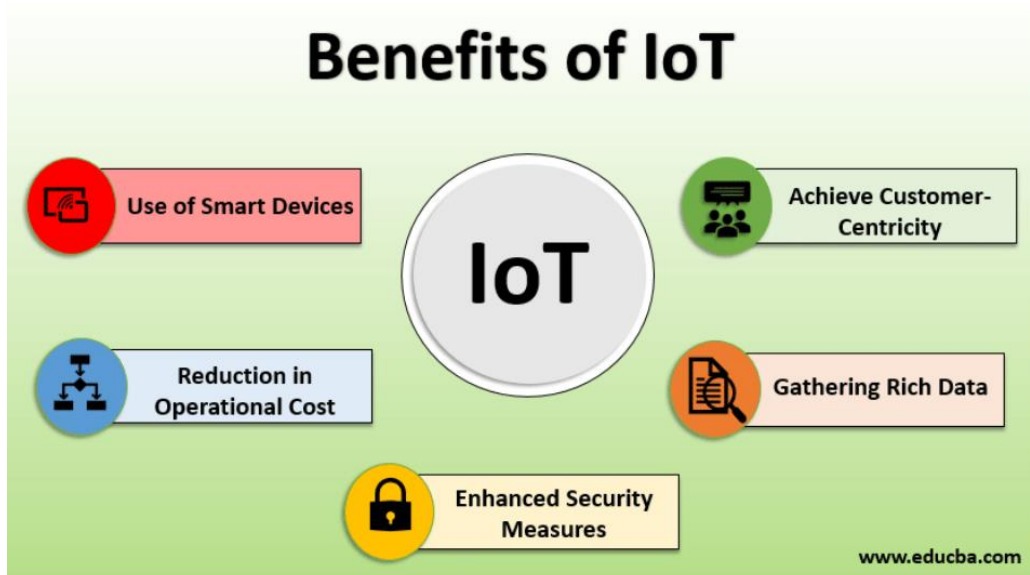 Benefits of IoT
Use of Smart Devices
IoT
Achieve Customer-
Centricity
Reduction in
Operational Cost
Gathering Rich Data
Enhanced Security
Measures
www.educba.com